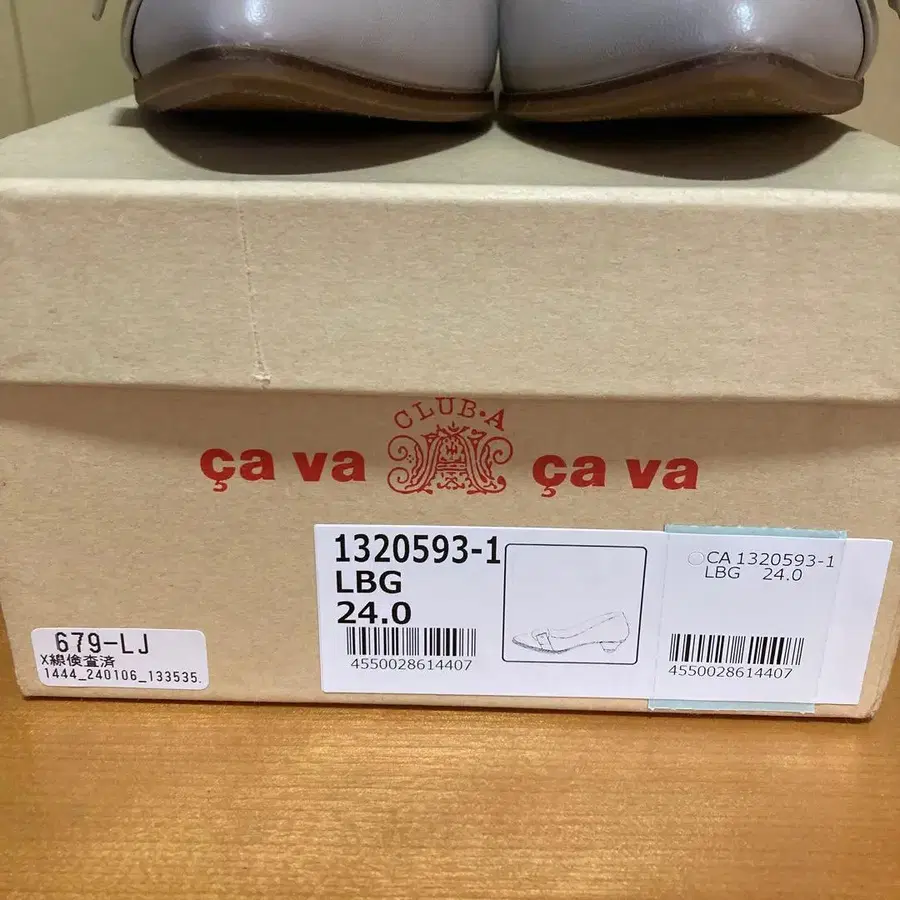 CLUB·A
ça va ça va
1320593-1
LBG
24.0
4550028614407
CA 1320593-1
LBG 24.0
4550028614407
679-LJ
X線検査済
1444_240106_133535.